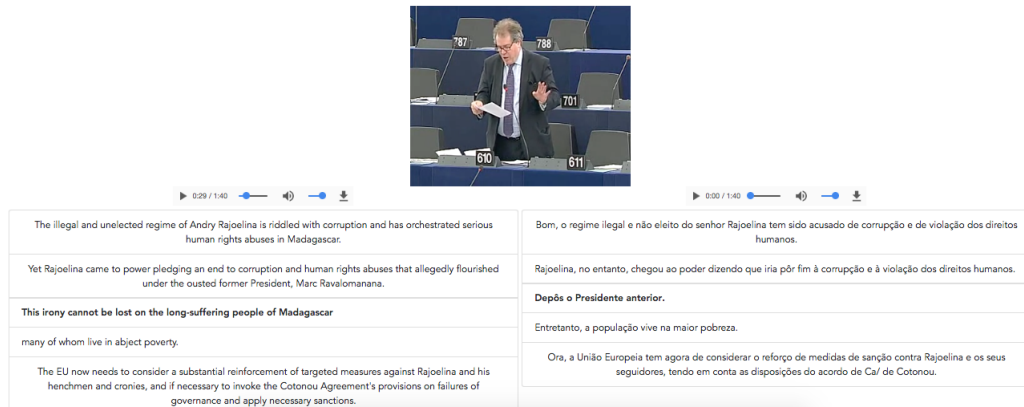 787
788
701
610
611
0:29 / 1:40
0:00 / 1:40
The illegal and unelected regime of Andry Rajoelina is riddled with corruption and has orchestrated serious
human rights abuses in Madagascar.
Yet Rajoelina came to power pledging an end to corruption and human rights abuses that allegedly flourished
under the ousted former President, Marc Ravalomanana.
This irony cannot be lost on the long-suffering people of Madagascar
many of whom live in abject poverty.
The EU now needs to consider a substantial reinforcement of targeted measures against Rajoelina and his
henchmen and cronies, and if necessary to invoke the Cotonou Agreement's provisions on failures of
governance and apply necessary sanctions.
Bom, o regime ilegal e não eleito do senhor Rajoelina tem sido acusado de corrupção e de violação dos direitos
humanos.
Rajoelina, no entanto, chegou ao poder dizendo que iria pôr fim à corrupção e à violação dos direitos humanos.
Depôs o Presidente anterior.
Entretanto, a população vive na maior pobreza.
Ora, a União Europeia tem agora de considerar o reforço de medidas de sanção contra Rajoelina e os seus
seguidores, tendo em conta as disposições do acordo de Ca/ de Cotonou.